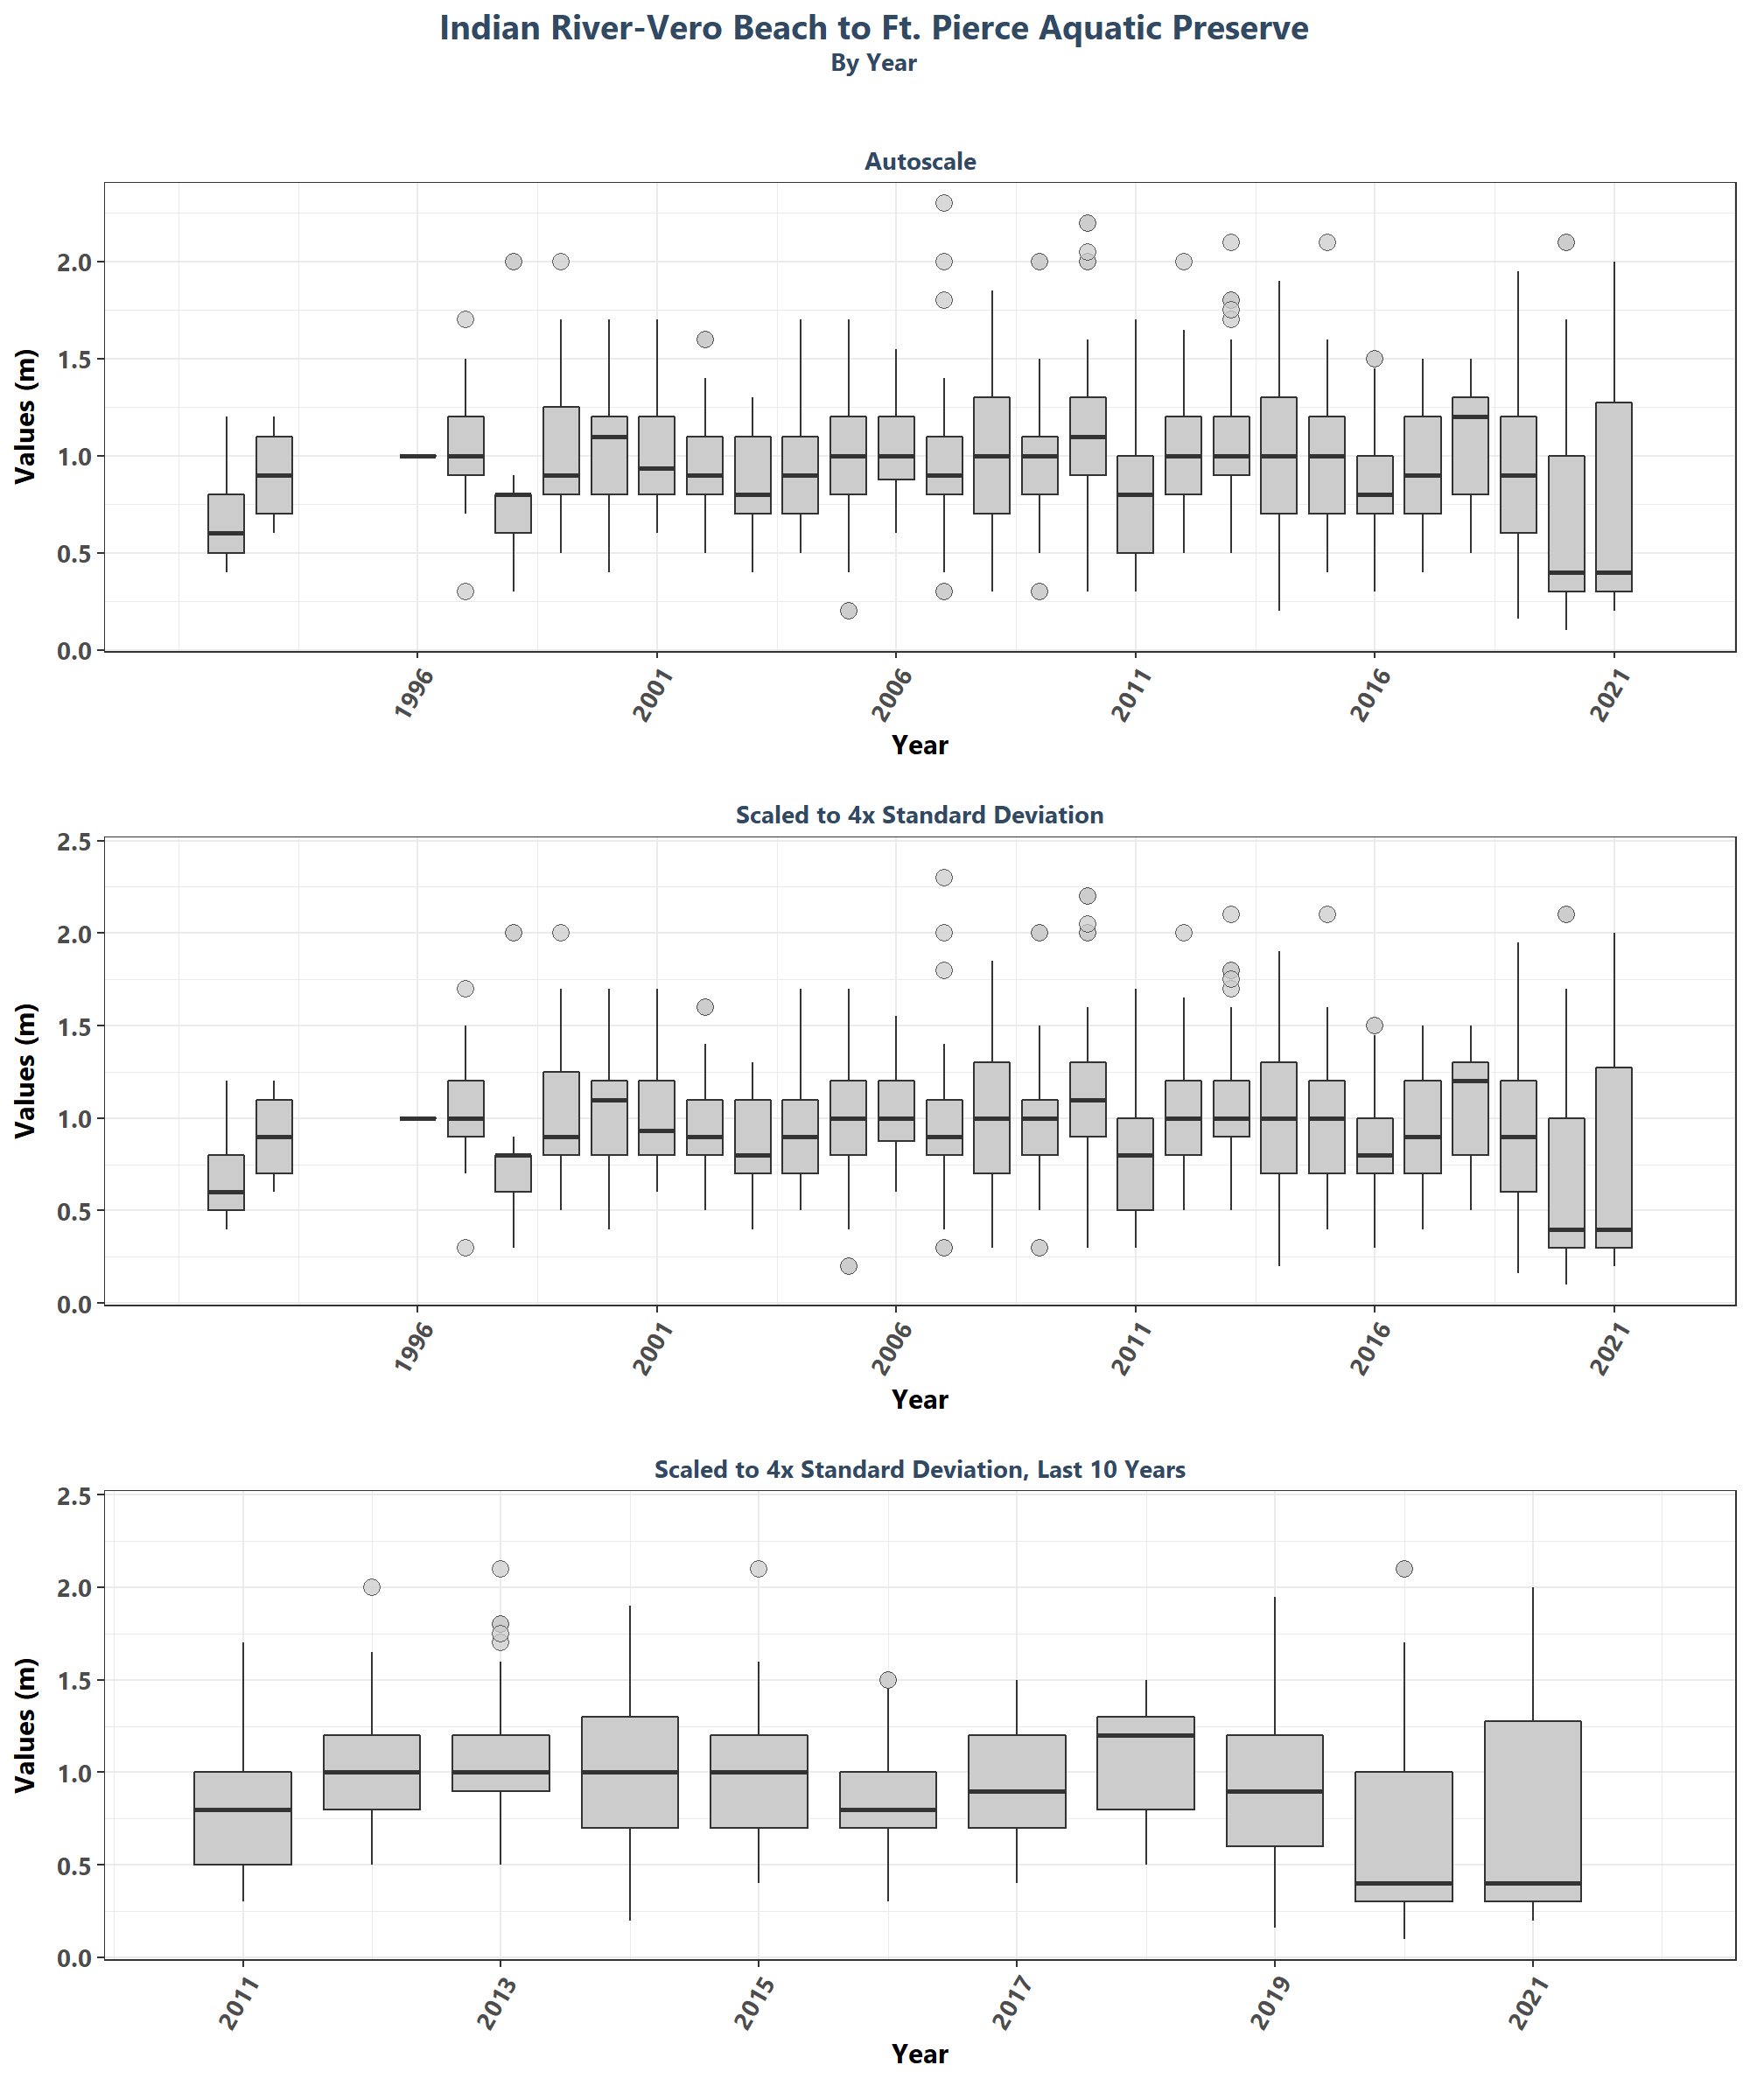 Indian River-Vero Beach to Ft. Pierce Aquatic Preserve
By Year
Autoscale
Values (m)
2.0
1.5
1.0
0.5
0.0
1996 2001 2006 2011 2016 2021
Year
Scaled to 4x Standard Deviation
Values (m)
2.5
2.0
1.5
1.0
0.5
0.0
1996 2001 2006 2011 2016 2021
Year
Scaled to 4x Standard Deviation, Last 10 Years
Values (m)
2.5
2.0
1.5
1.0
0.5
0.0
2011 2013 2015 2017 2019 2021
Year